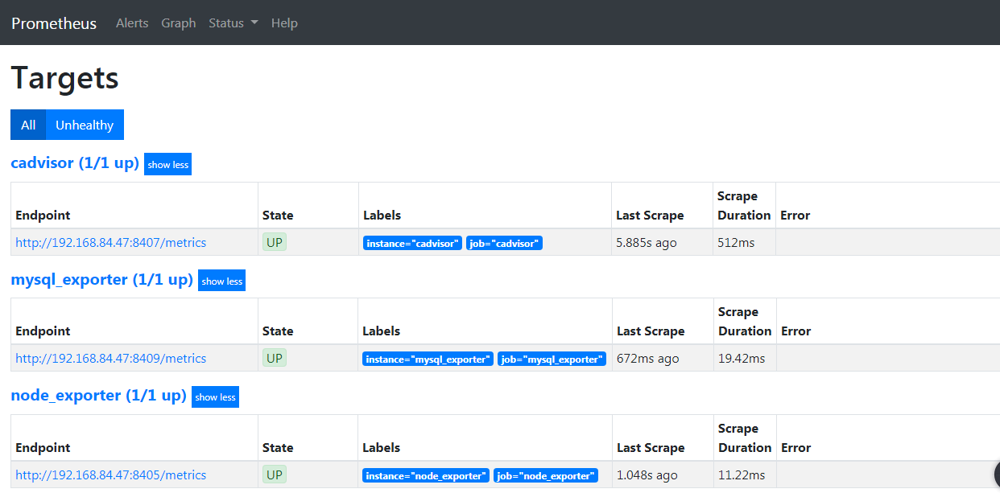 Prometheus Alerts Graph Status Help
Targets
All Unhealthy
cadvisor (1/1 up) show less
Endpoint State Labels Last Scrape Scrape Duration Error
http://192.168.84.47:8407/metrics UP instance="cadvisor" job="cadvisor" 5.885s ago 512ms
mysql_exporter (1/1 up) show less
Endpoint State Labels Last Scrape Scrape Duration Error
http://192.168.84.47:8409/metrics UP instance="mysql_exporter" job="mysql_exporter" 672ms ago 19.42ms
node_exporter (1/1 up) show less
Endpoint State Labels Last Scrape Scrape Duration Error
http://192.168.84.47:8405/metrics UP instance="node_exporter" job="node_exporter" 1.048s ago 11.22ms